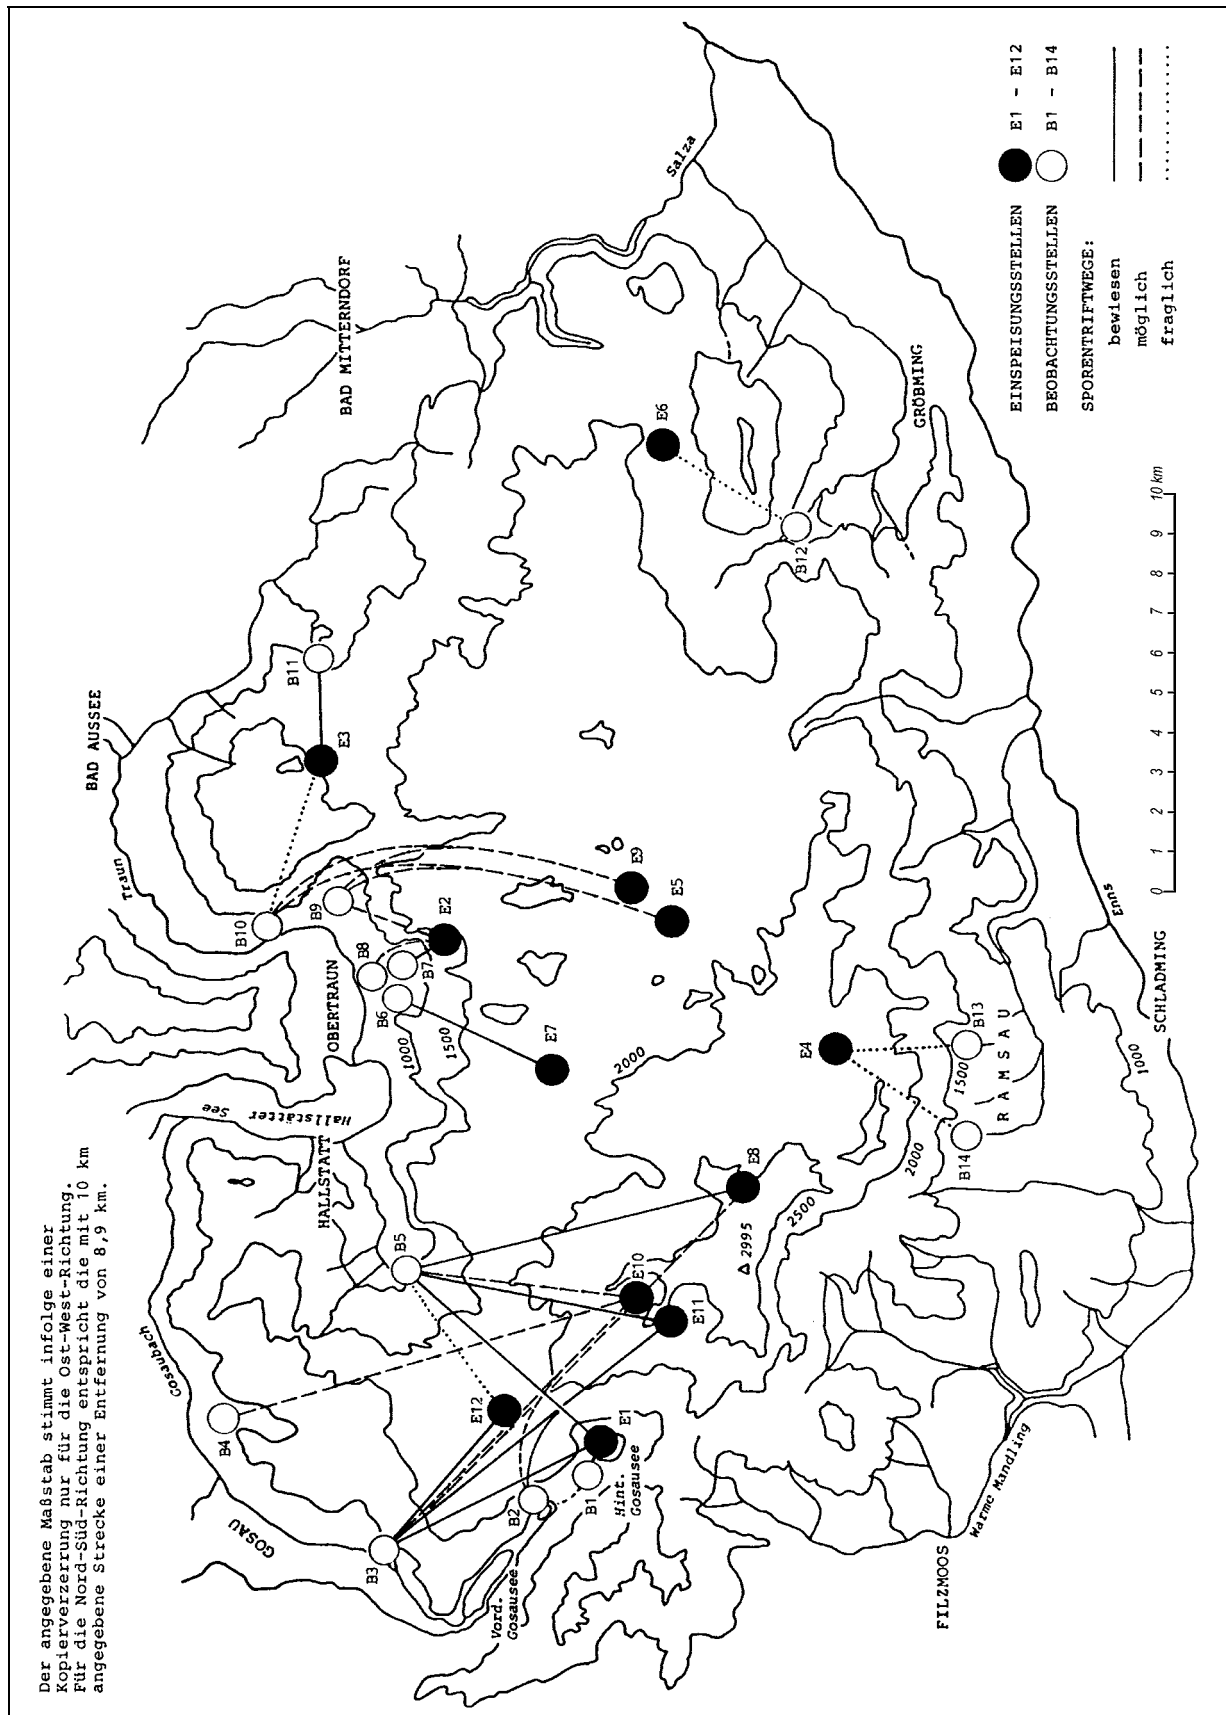 Der angegebene Maßstab stimmt infolge einer
Kopierverzerrung nur für die Ost-West-Richtung.
Für die Nord-Süd-Richtung entspricht die mit 10 km
angegebene Strecke einer Entfernung von 8,9 km.
GOSAU
Gosaubach
B4
B3
Vord.
Gosausee
B2
B1
Hint.
Gosausee
E1
E12
B5
HALLSTATT
Hallstätter See
OBERTRAUN
1000
1500
B6
B7
B8
B9
B10
Traun
BAD AUSSEE
E2
E3
B11
BAD MITTERNDORF
Salza
E7
E5
E9
2000
E10
E11
E8
△ 2995
2500
2000
E4
B14
B13
1500
RAMSAU
1000
SCHLADMING
Enns
FILZMOOS
Warme Mandling
E6
B12
GRÖBMING
0 1 2 3 4 5 6 7 8 9 10 km
EINSPEISUNGSSTELLEN E1 - E12
BEOBACHTUNGSSTELLEN B1 - B14
SPORENTRIFTWEGE:
bewiesen
möglich
fraglich